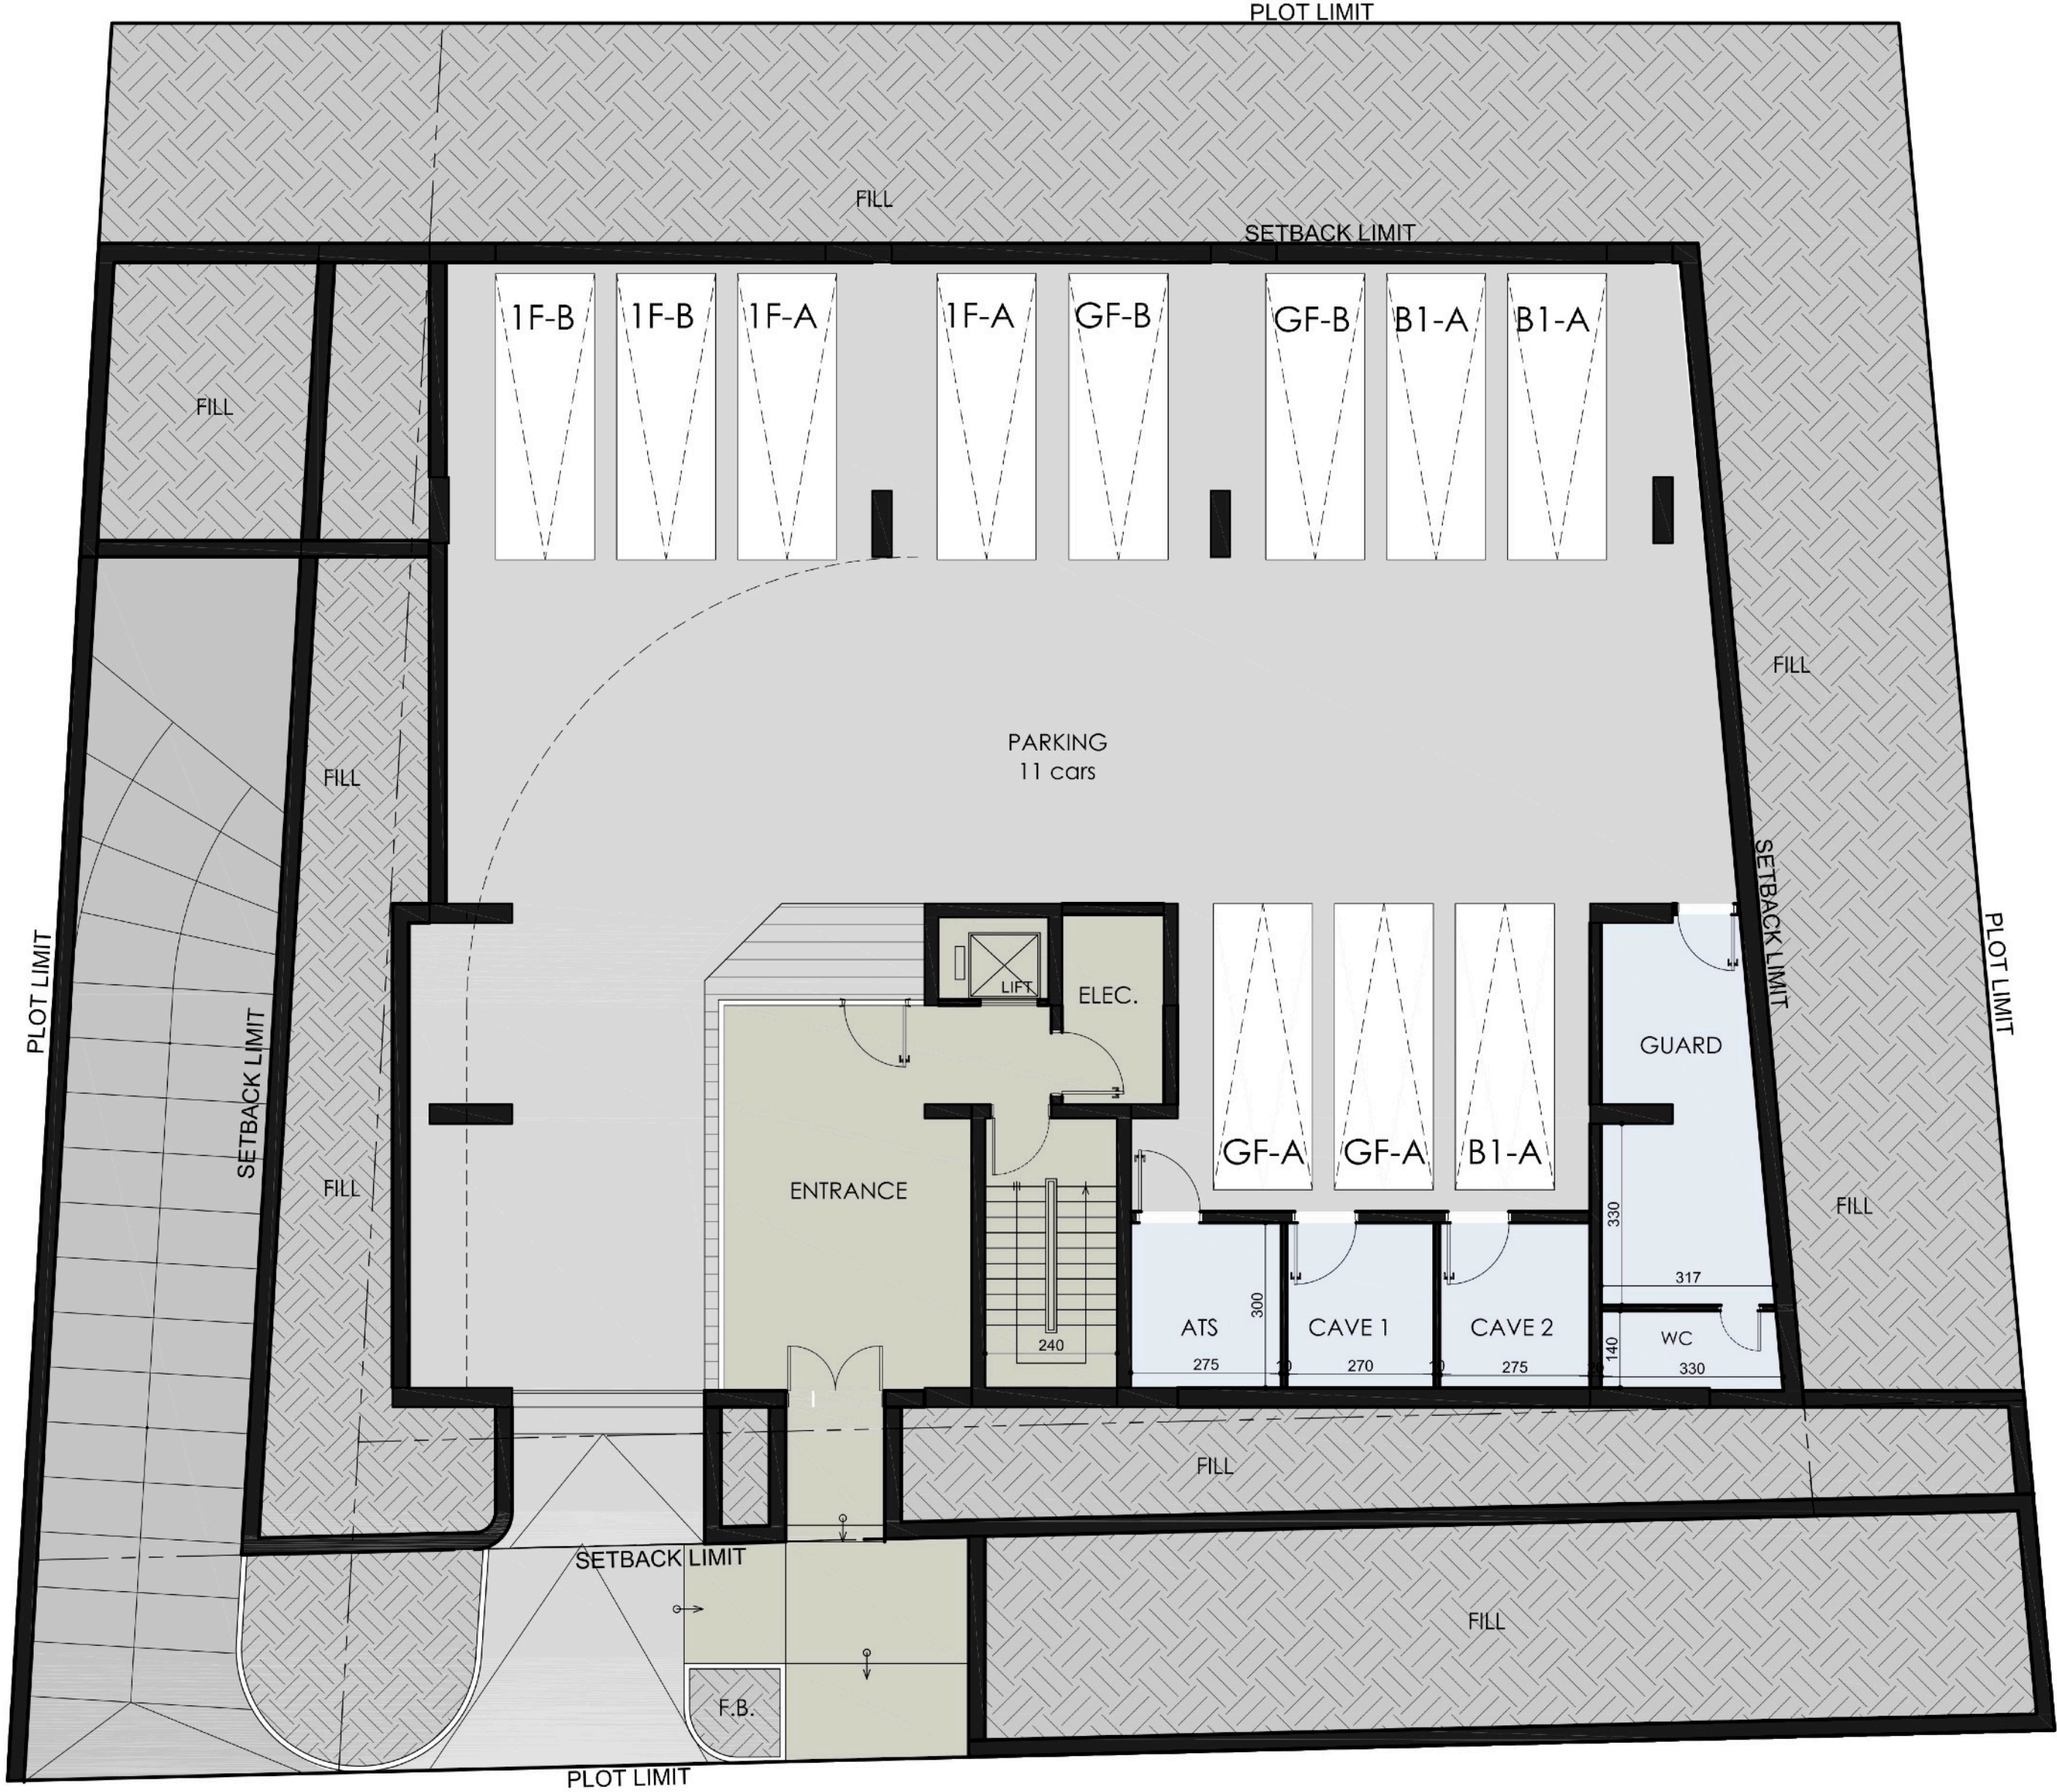 PLOT LIMIT
FILL
SETBACK LIMIT
1F-B
1F-B
1F-A
1F-A
GF-B
GF-B
B1-A
B1-A
FILL
FILL
FILL
PARKING
11 cars
PLOT LIMIT
SETBACK LIMIT
SETBACK LIMIT
PLOT LIMIT
LIFT
ELEC.
GUARD
GF-A
GF-A
B1-A
FILL
ENTRANCE
FILL
330
317
300
ATS
CAVE 1
CAVE 2
WC
140
240
275
10
270
10
275
330
FILL
SETBACK LIMIT
FILL
F.B.
PLOT LIMIT